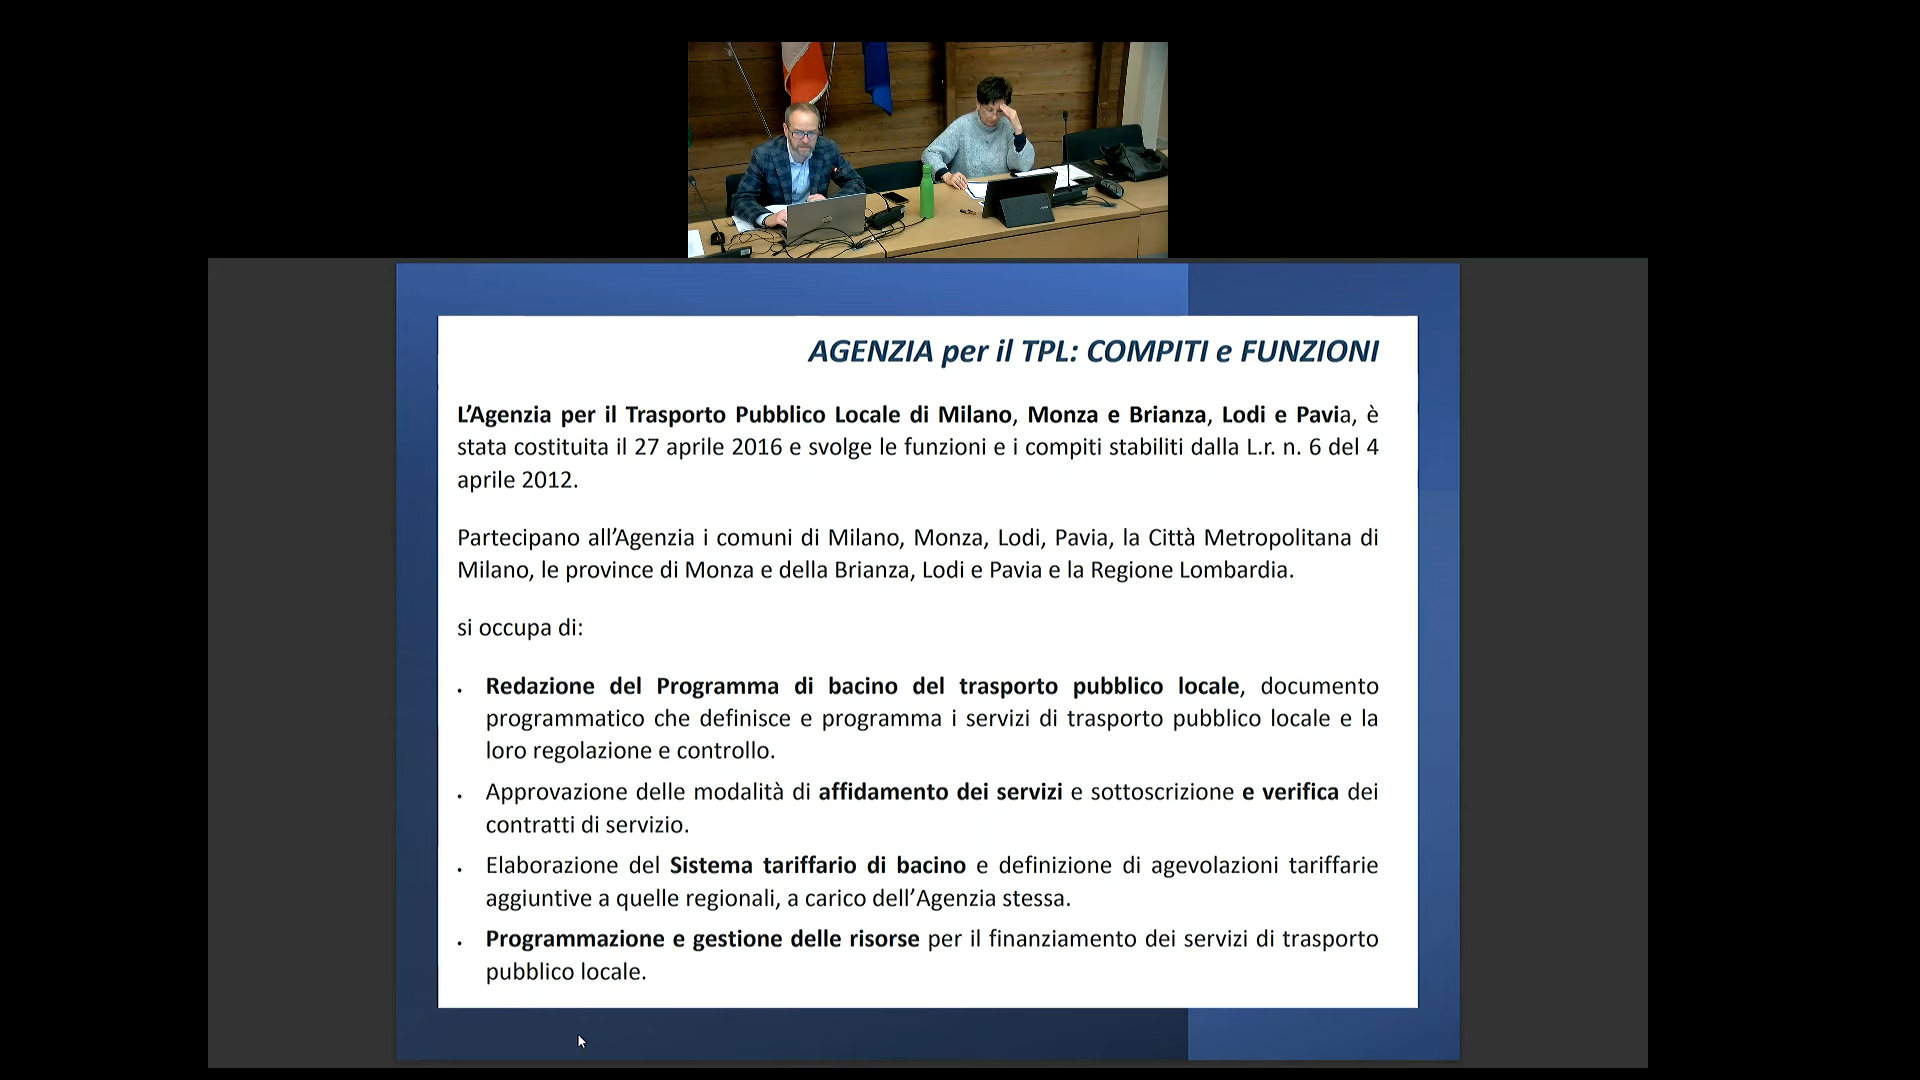 AGENZIA per il TPL: COMPITI e FUNZIONI
L’Agenzia per il Trasporto Pubblico Locale di Milano, Monza e Brianza, Lodi e Pavia, è
stata costituita il 27 aprile 2016 e svolge le funzioni e i compiti stabiliti dalla L.r. n. 6 del 4
aprile 2012.
Partecipano all’Agenzia i comuni di Milano, Monza, Lodi, Pavia, la Città Metropolitana di
Milano, le province di Monza e della Brianza, Lodi e Pavia e la Regione Lombardia.
si occupa di:
• Redazione del Programma di bacino del trasporto pubblico locale, documento
programmatico che definisce e programma i servizi di trasporto pubblico locale e la
loro regolazione e controllo.
• Approvazione delle modalità di affidamento dei servizi e sottoscrizione e verifica dei
contratti di servizio.
• Elaborazione del Sistema tariffario di bacino e definizione di agevolazioni tariffarie
aggiuntive a quelle regionali, a carico dell’Agenzia stessa.
• Programmazione e gestione delle risorse per il finanziamento dei servizi di trasporto
pubblico locale.